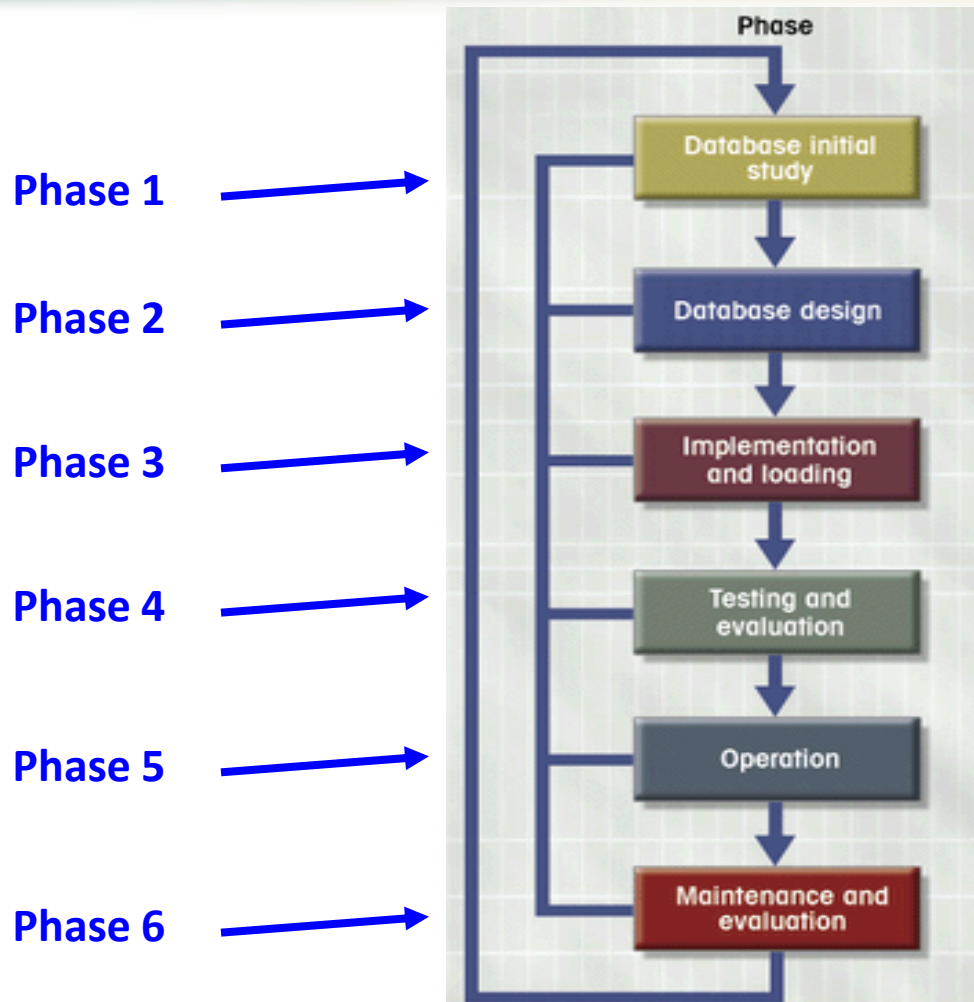 Phase
Phase 1
Database initial
study
Phase 2
Database design
Phase 3
Implementation
and loading
Phase 4
Testing and
evaluation
Phase 5
Operation
Phase 6
Maintenance and
evaluation